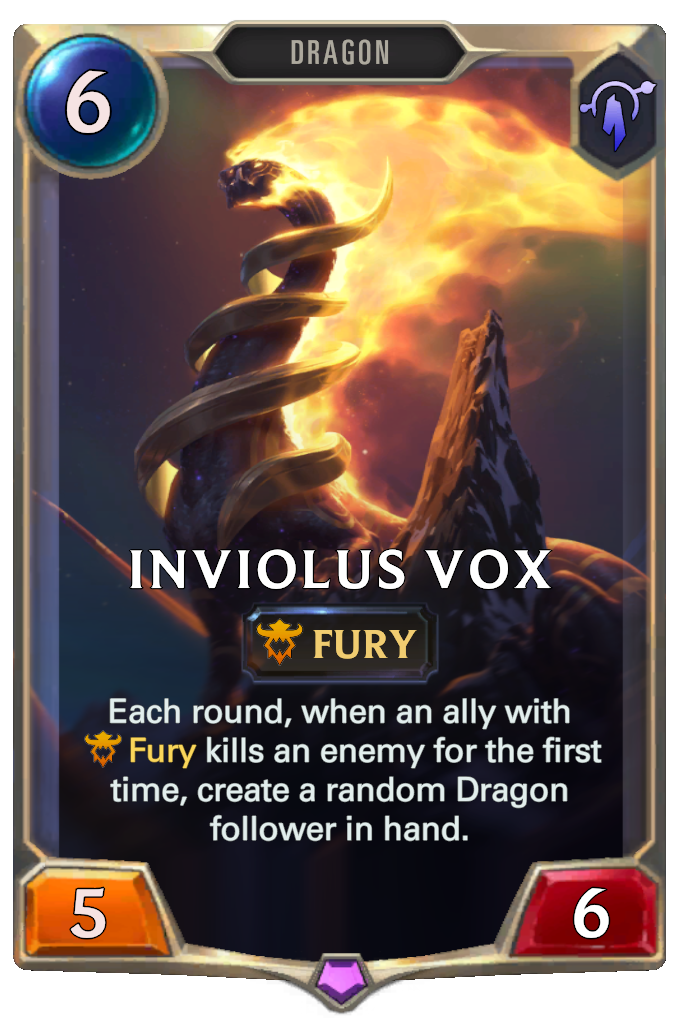 DRAGON
6
INVIOLUS VOX
FURY
Each round, when an ally with
Fury kills an enemy for the first
time, create a random Dragon
follower in hand.
5
6